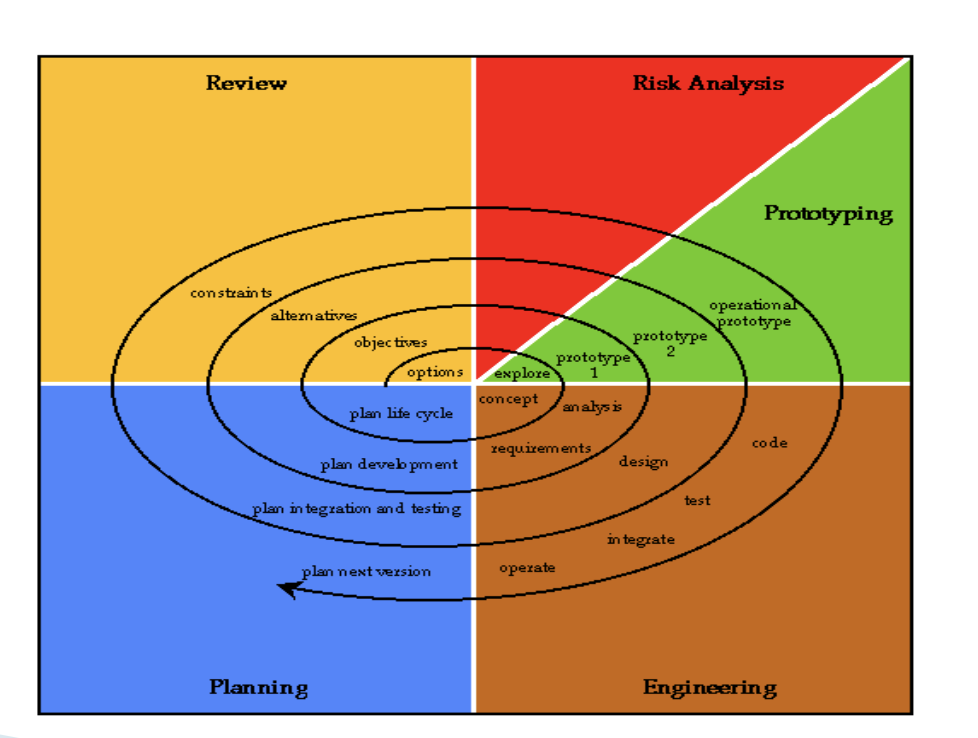 Review
Risk Analysis
Prototyping
constraints
alternatives
objectives
options
operational
prototype
prototype
2
prototype
1
explore
concept
analysis
requirements
design
code
test
integrate
operate
plan life cycle
plan development
plan integration and testing
plan next version
Planning
Engineering